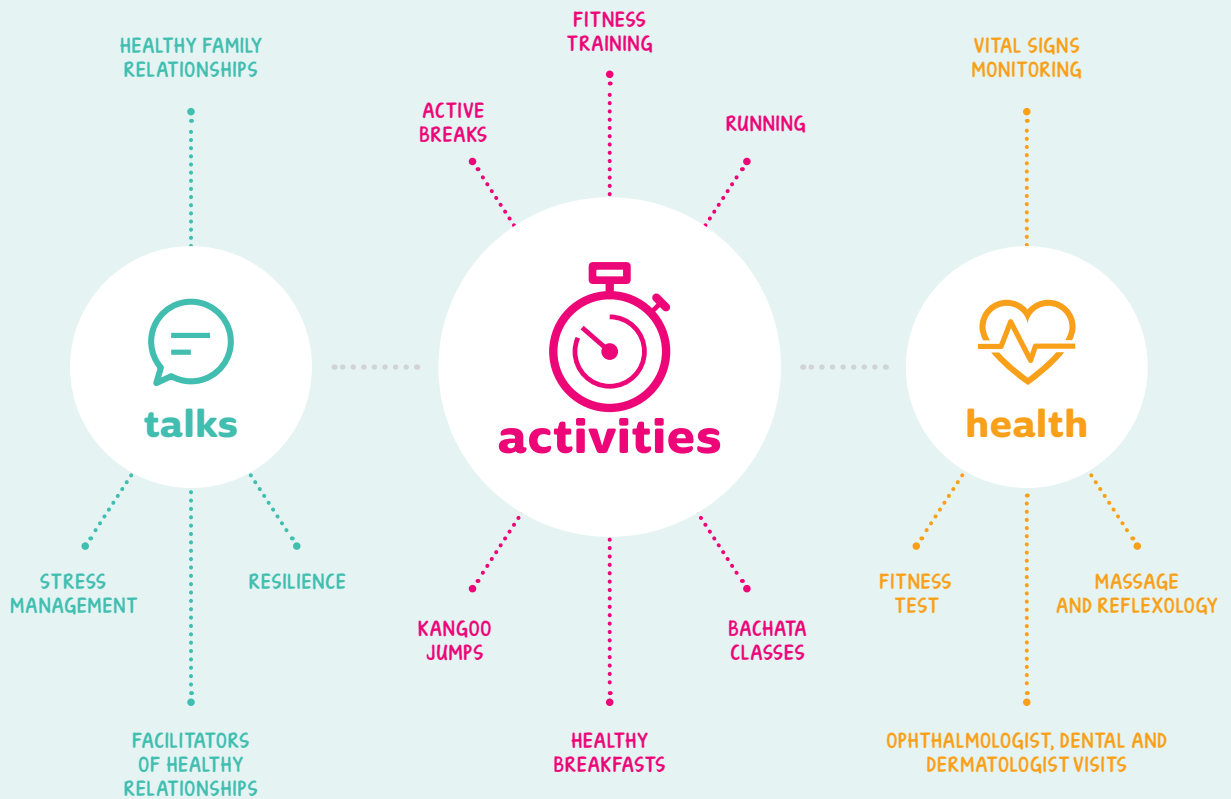 HEALTHY FAMILY
RELATIONSHIPS
talks
STRESS
MANAGEMENT
RESILIENCE
FACILITATORS
OF HEALTHY
RELATIONSHIPS
FITNESS
TRAINING
ACTIVE
BREAKS
RUNNING
activities
KANGOO
JUMPS
BACHATA
CLASSES
HEALTHY
BREAKFASTS
VITAL SIGNS
MONITORING
health
FITNESS
TEST
MASSAGE
AND REFLEXOLOGY
OPHTHALMOLOGIST, DENTAL AND
DERMATOLOGIST VISITS